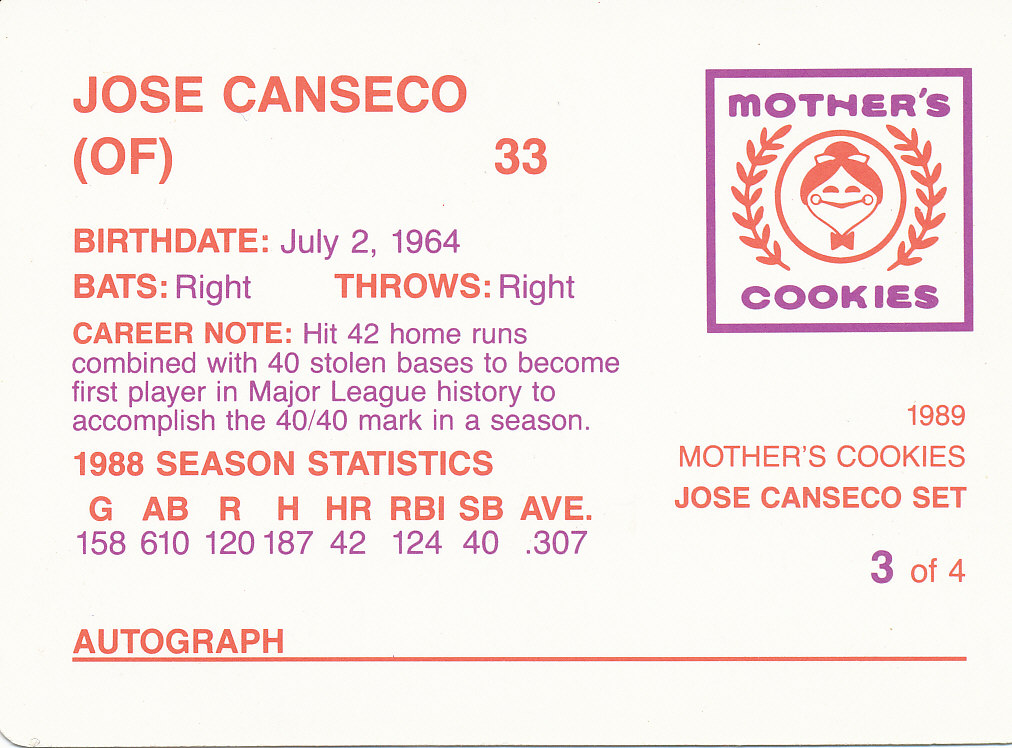 JOSE CANSECO
(OF) 33
BIRTHDATE: July 2, 1964
BATS: Right THROWS: Right
CAREER NOTE: Hit 42 home runs
combined with 40 stolen bases to become
first player in Major League history to
accomplish the 40/40 mark in a season.
1988 SEASON STATISTICS
G AB R H HR RBI SB AVE.
158 610 120 187 42 124 40 .307
AUTOGRAPH
MOTHER'S
COOKIES
1989
MOTHER'S COOKIES
JOSE CANSECO SET
3 of 4